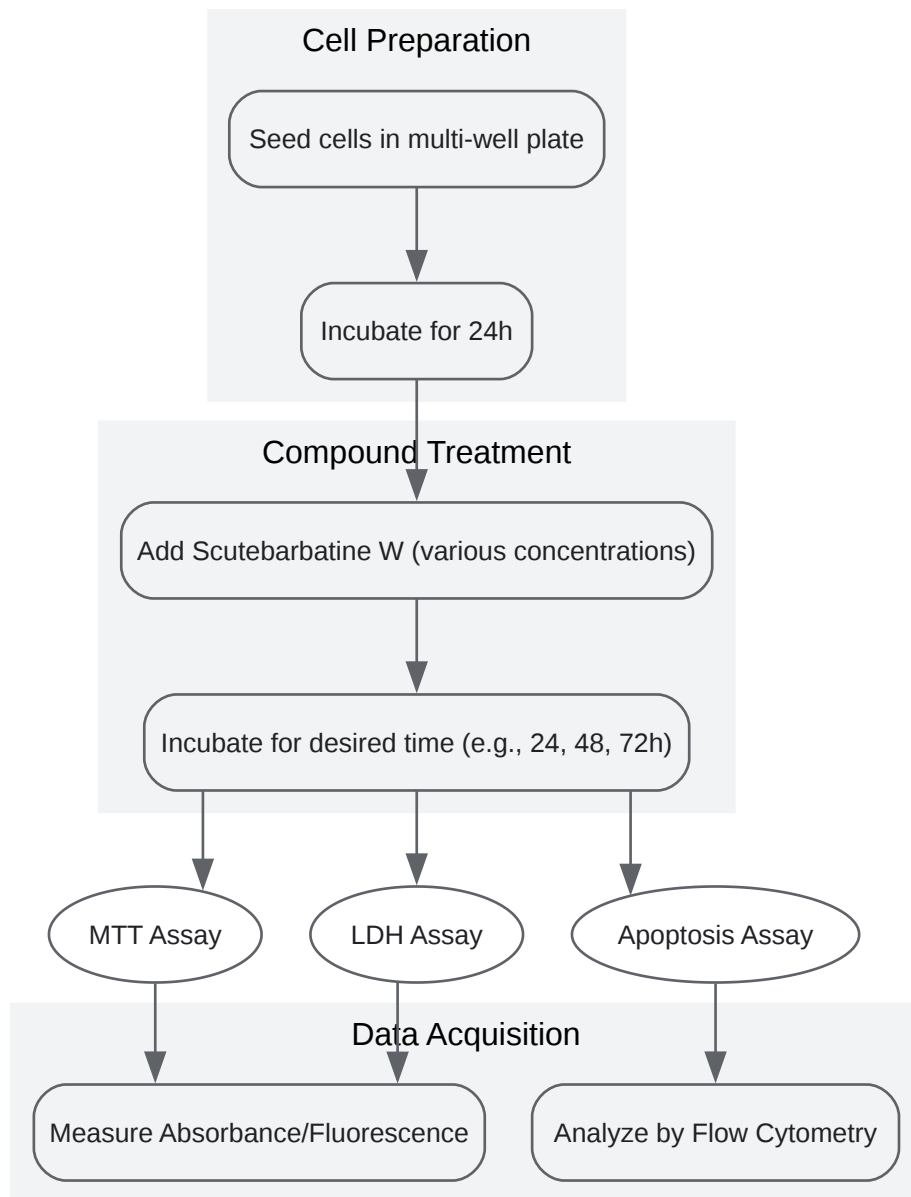 Cell Preparation
Seed cells in multi-well plate
Incubate for 24h
Compound Treatment
Add Scutebarbatine W (various concentrations)
Incubate for desired time (e.g., 24, 48, 72h)
MTT Assay
LDH Assay
Apoptosis Assay
Data Acquisition
Measure Absorbance/Fluorescence
Analyze by Flow Cytometry